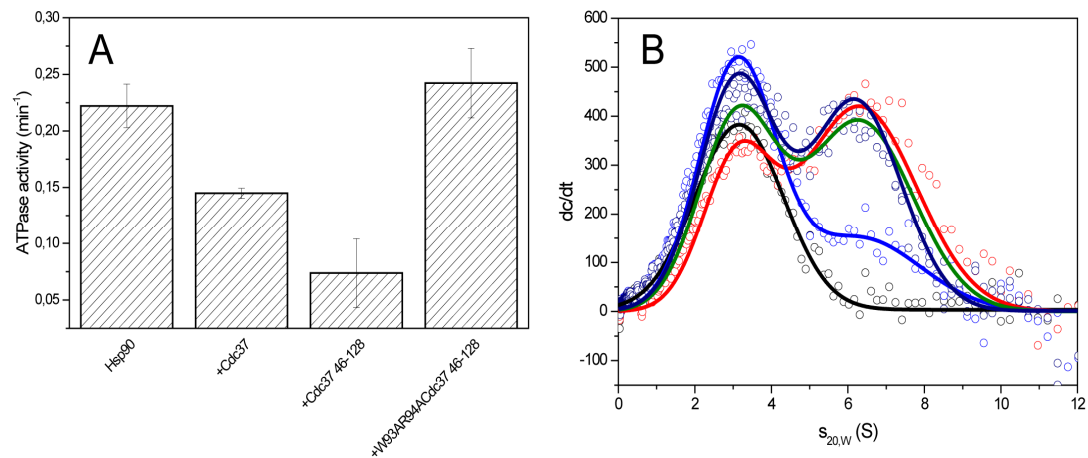 A
ATPase activity (min-1)
0,30
0,25
0,20
0,15
0,10
0,05
Hsp90
+Cdc37
+Cdc37 46-128
+W93AR94ACdc37 46-128
B
dc/dt
600
500
400
300
200
100
0
-100
0 2 4 6 8 10 12
s20,W (S)